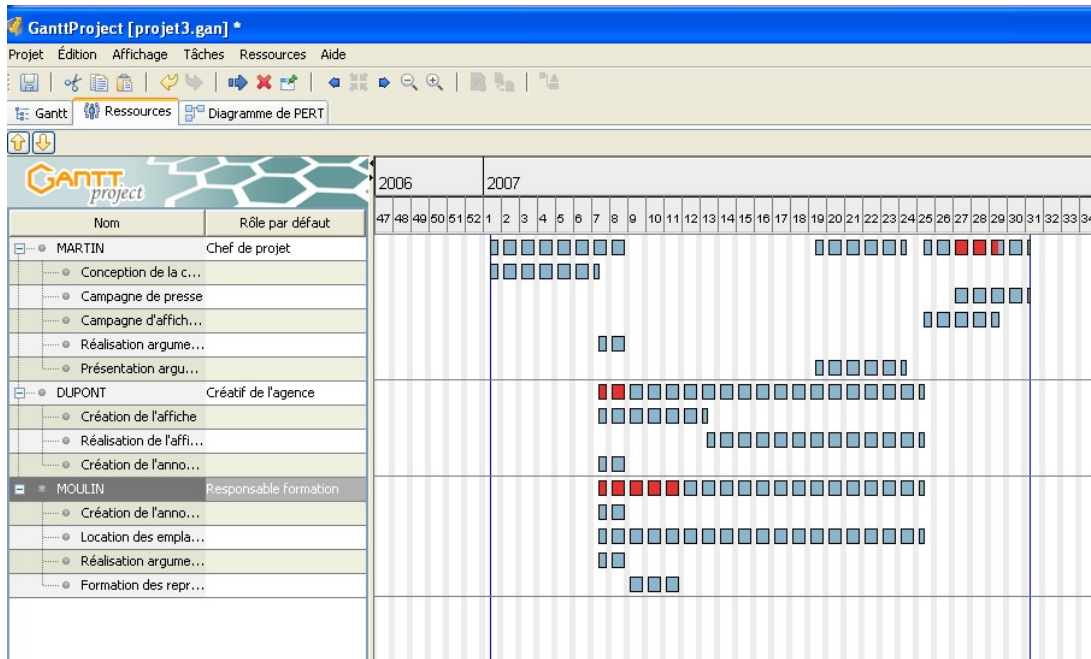 GanttProject [projet3.gan] *
Projet Édition Affichage Tâches Ressources Aide
Gantt Ressources Diagramme de PERT
GANTT project 2006 2007
47 48 49 50 51 52 1 2 3 4 5 6 7 8 9 10 11 12 13 14 15 16 17 18 19 20 21 22 23 24 25 26 27 28 29 30 31 32 33 34
Nom Rôle par défaut
MARTIN Chef de projet
Conception de la c...
Campagne de presse
Campagne d'affich...
Réalisation argume...
Présentation argu...
DUPONT Créatif de l'agence
Création de l'affiche
Réalisation de l'affi...
Création de l'anno...
MOULIN Responsable formation
Création de l'anno...
Location des empla...
Réalisation argume...
Formation des repr...